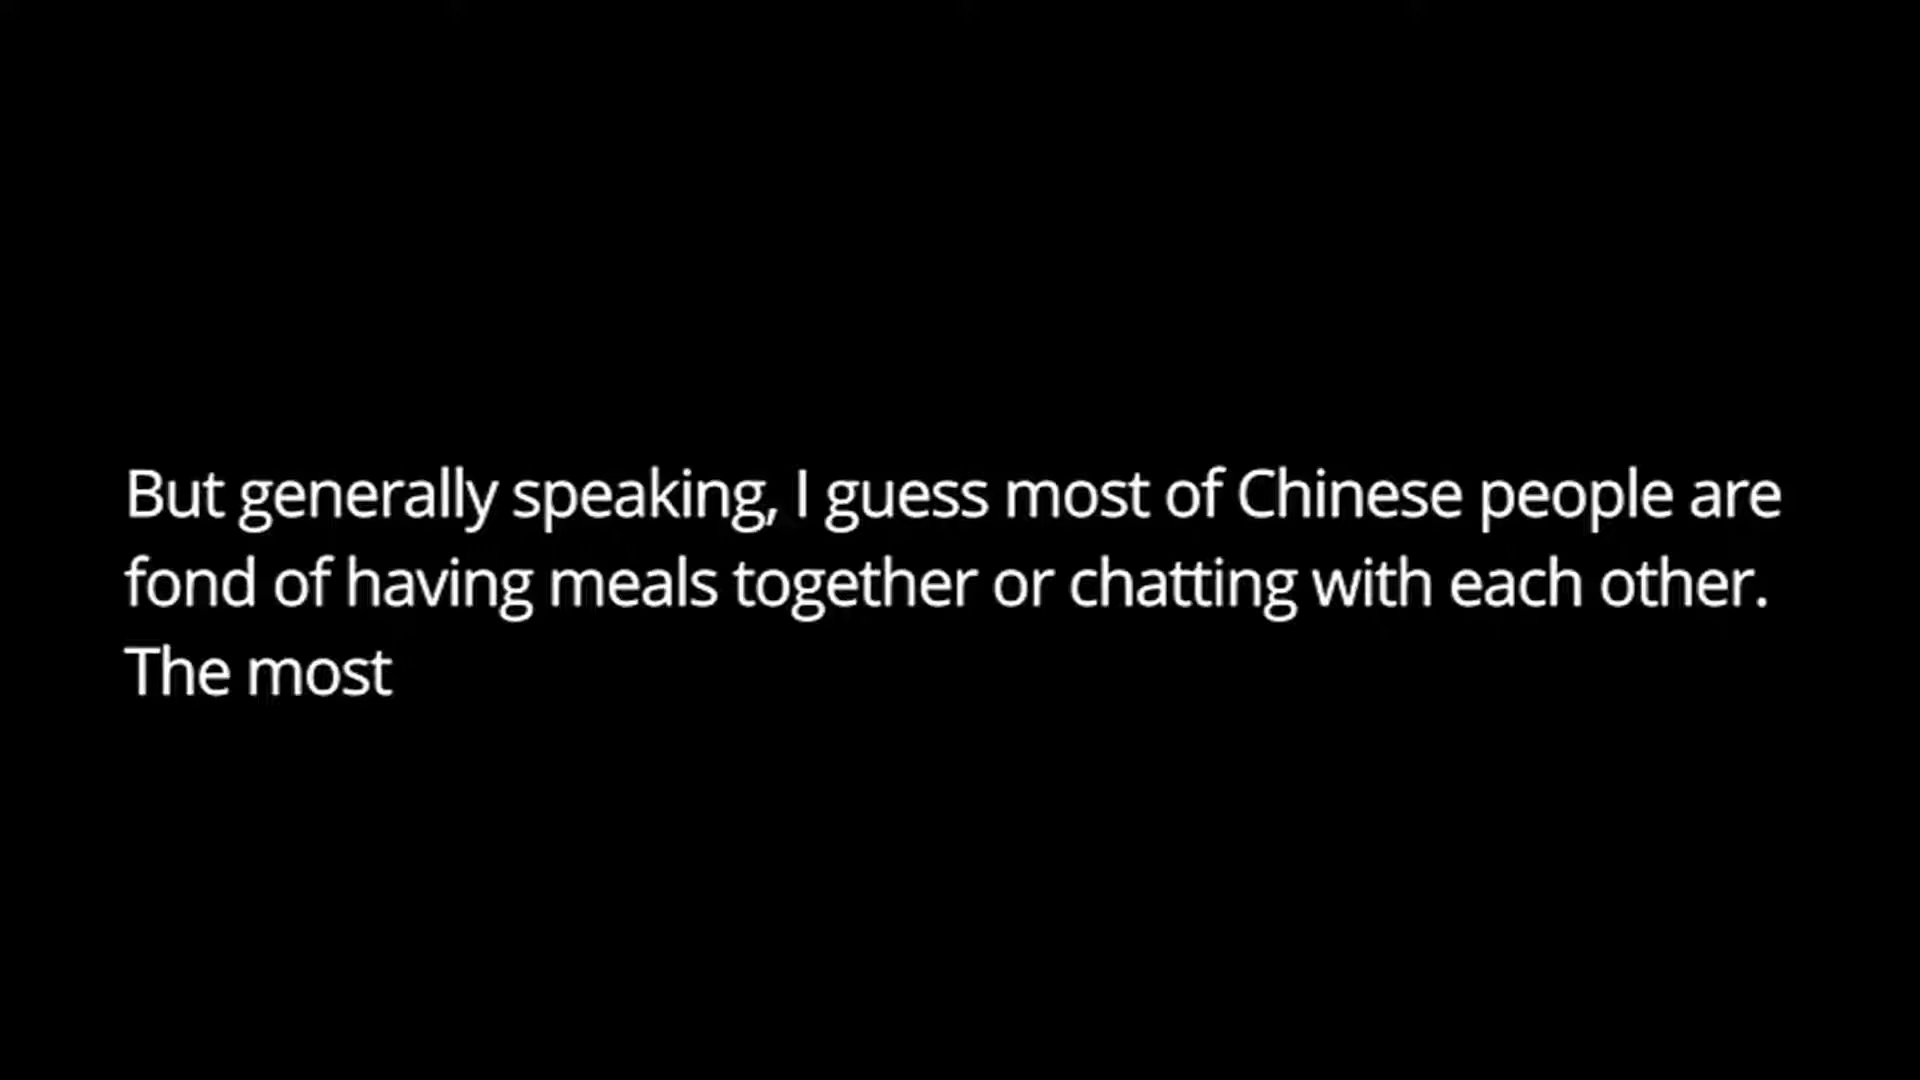 But generally speaking, I guess most of Chinese people are
fond of having meals together or chatting with each other.
The most